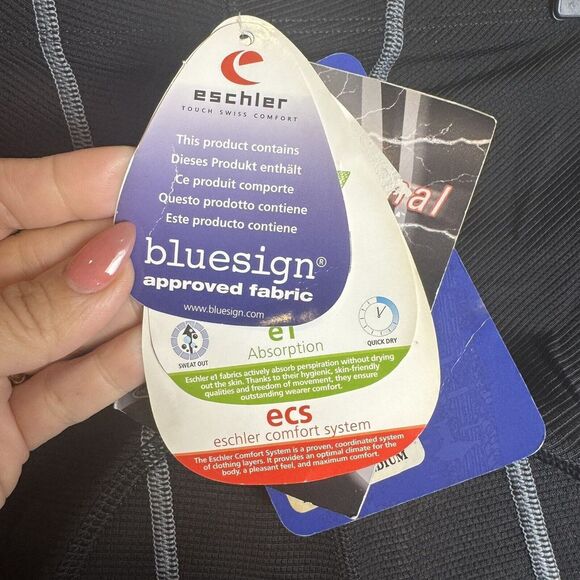 eschler
TOUCH SWISS COMFORT
This product contains
Dieses Produkt enthält
Ce produit comporte
Questo prodotto contiene
Este producto contiene
bluesign®
approved fabric
www.bluesign.com
e1
Absorption
SWEAT OUT
QUICK DRY
Eschler e1 fabrics actively absorb perspiration without drying
out the skin. Thanks to their hygienic, skin-friendly
qualities and freedom of movement, they ensure
outstanding wearer comfort.
ecs
eschler comfort system
The Eschler Comfort System is a proven, coordinated system
of clothing layers. It provides an optimal climate for the
body, a pleasant feel, and maximum comfort.